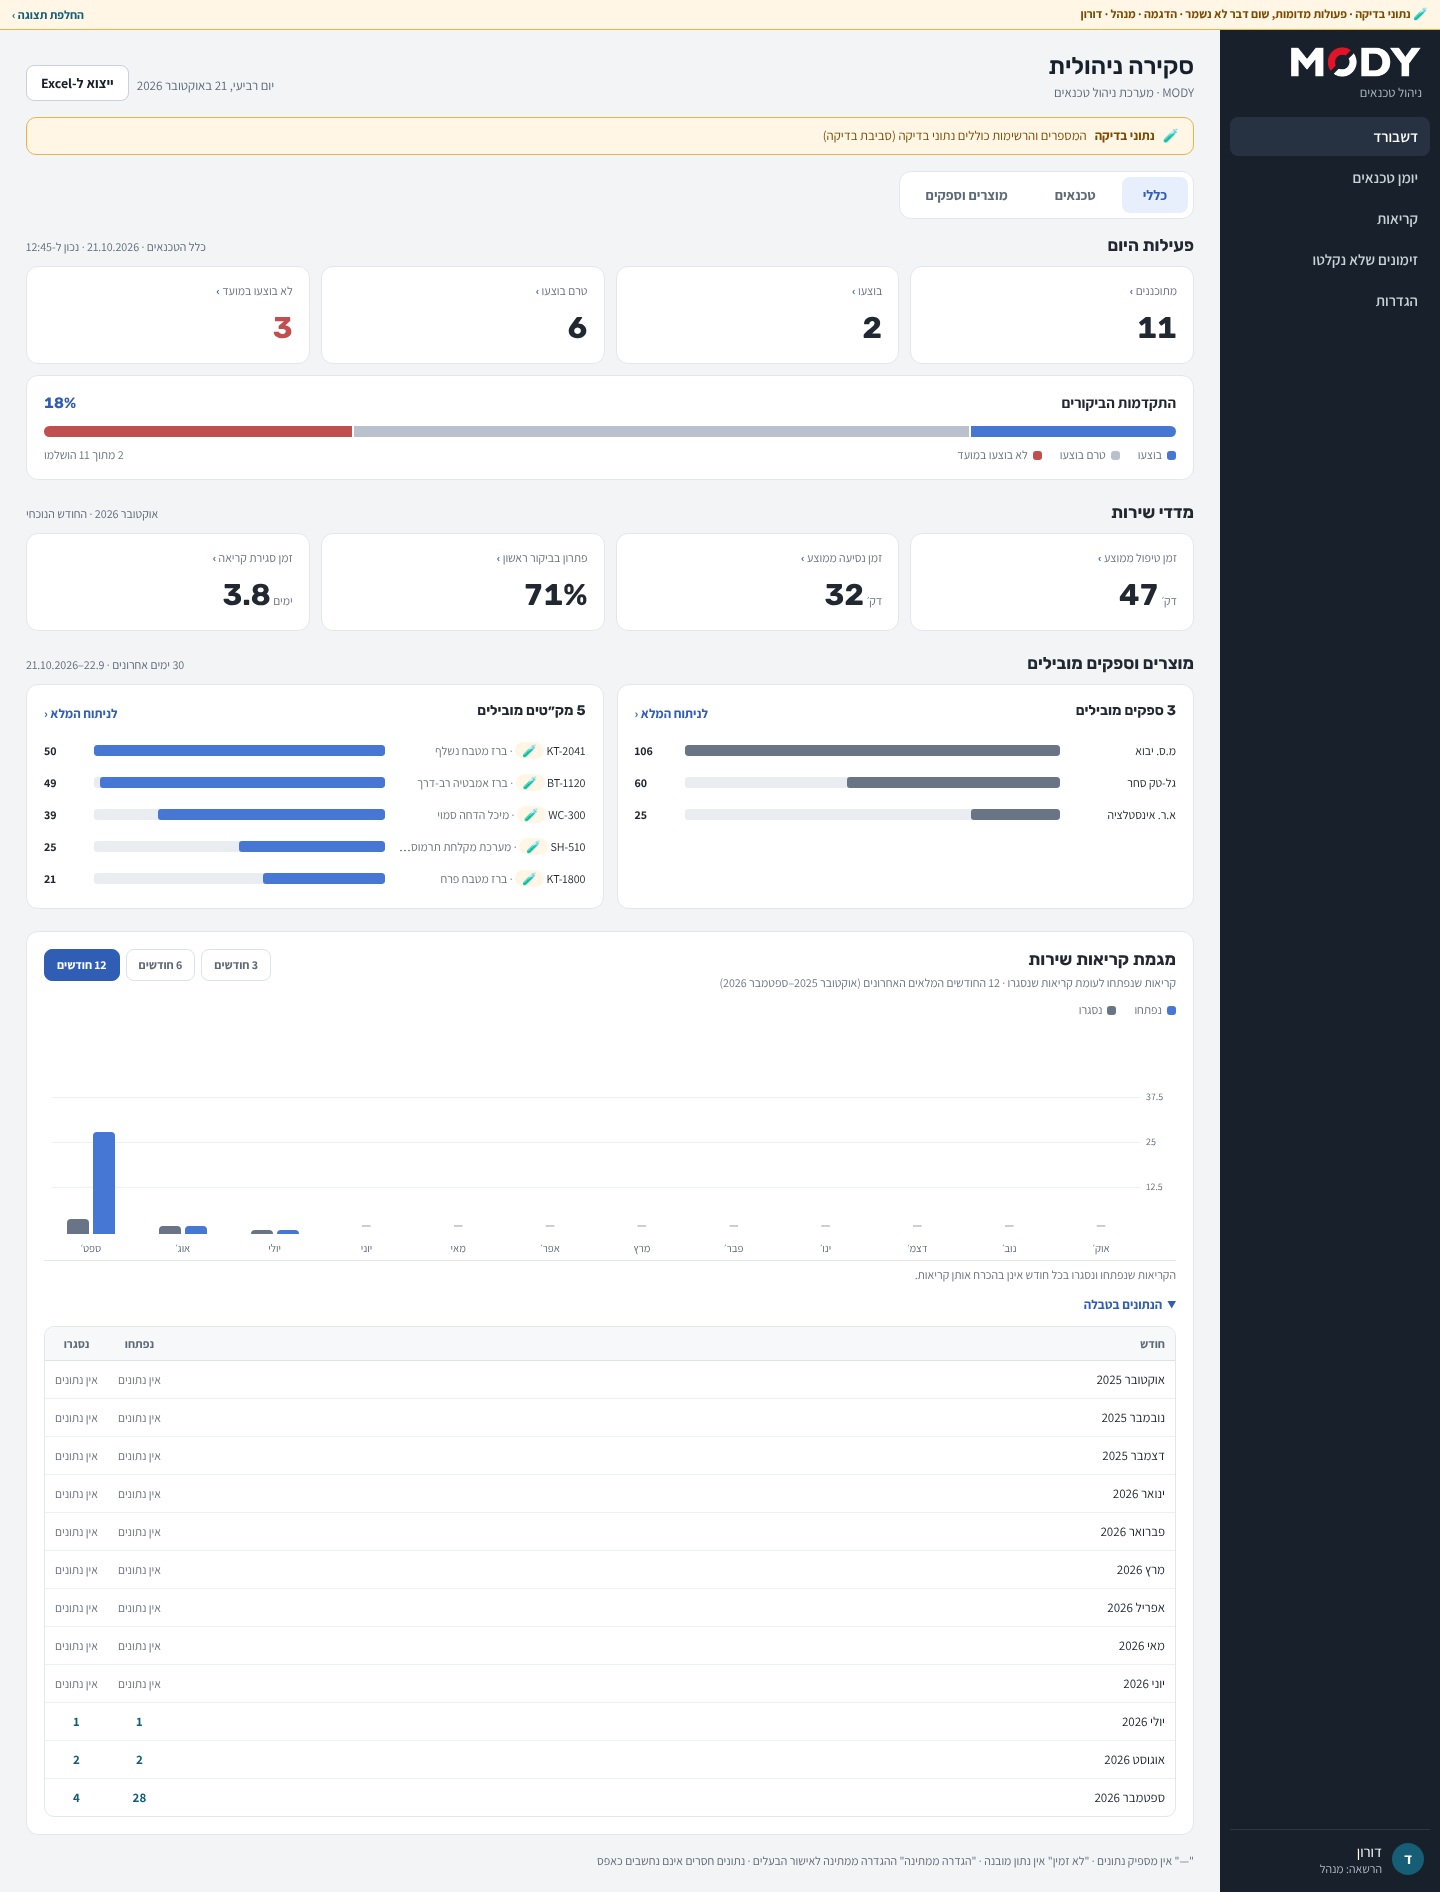 🧪 נתוני בדיקה · פעולות מדומות, שום דבר לא נשמר · הדגמה · מנהל · דורון
החלפת תצוגה ›
MODY
ניהול טכנאים
דשבורד
יומן טכנאים
קריאות
זימונים שלא נקלטו
הגדרות
סקירה ניהולית
MODY · מערכת ניהול טכנאים
יום רביעי, 21 באוקטובר 2026
ייצוא ל-Excel
🧪 נתוני בדיקה המספרים והרשימות כוללים נתוני בדיקה (סביבת בדיקה)
כללי
טכנאים
מוצרים וספקים
פעילות היום
כלל הטכנאים · 21.10.2026 · נכון ל-12:45
מתוכננים ›
11
בוצעו ›
2
טרם בוצעו ›
6
לא בוצעו במועד ›
3
התקדמות הביקורים
18%
בוצעו
טרם בוצעו
לא בוצעו במועד
2 מתוך 11 הושלמו
מדדי שירות
אוקטובר 2026 · החודש הנוכחי
זמן טיפול ממוצע ›
47 דק׳
זמן נסיעה ממוצע ›
32 דק׳
פתרון בביקור ראשון ›
71%
זמן סגירת קריאה ›
3.8 ימים
מוצרים וספקים מובילים
30 ימים אחרונים · 22.9–21.10.2026
3 ספקים מובילים
לניתוח המלא ›
מ.ס. יבוא 106
גל-טק סחר 60
א.ר. אינסטלציה 25
5 מק״טים מובילים
לניתוח המלא ›
KT-2041 🧪 · ברז מטבח נשלף 50
BT-1120 🧪 · ברז אמבטיה רב-דרך 49
WC-300 🧪 · מיכל הדחה סמוי 39
SH-510 🧪 · מערכת מקלחת תרמוס… 25
KT-1800 🧪 · ברז מטבח פרח 21
מגמת קריאות שירות
קריאות שנפתחו לעומת קריאות שנסגרו · 12 החודשים המלאים האחרונים (אוקטובר 2025–ספטמבר 2026)
3 חודשים
6 חודשים
12 חודשים
נפתחו
נסגרו
37.5
25
12.5
— — — — — — — — —
אוק׳ נוב׳ דצמ׳ ינו׳ פבר׳ מרץ אפר׳ מאי יוני יולי אוג׳ ספט׳
הקריאות שנפתחו ונסגרו בכל חודש אינן בהכרח אותן קריאות.
▼ הנתונים בטבלה
חודש נפתחו נסגרו
אוקטובר 2025 אין נתונים אין נתונים
נובמבר 2025 אין נתונים אין נתונים
דצמבר 2025 אין נתונים אין נתונים
ינואר 2026 אין נתונים אין נתונים
פברואר 2026 אין נתונים אין נתונים
מרץ 2026 אין נתונים אין נתונים
אפריל 2026 אין נתונים אין נתונים
מאי 2026 אין נתונים אין נתונים
יוני 2026 אין נתונים אין נתונים
יולי 2026 1 1
אוגוסט 2026 2 2
ספטמבר 2026 28 4
"—" אין מספיק נתונים · "לא זמין" אין נתון מובנה · "הגדרה ממתינה" ההגדרה ממתינה לאישור הבעלים · נתונים חסרים אינם נחשבים כאפס
ד
דורון
הרשאה: מנהל